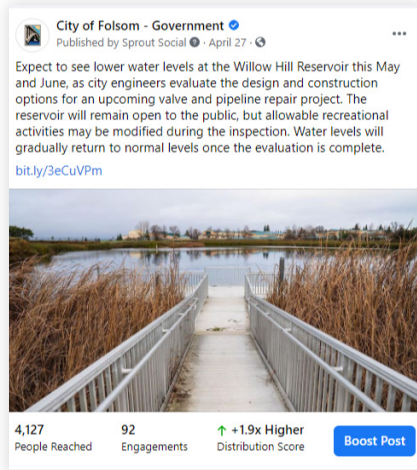 City of Folsom - Government
Published by Sprout Social · April 27 ·
Expect to see lower water levels at the Willow Hill Reservoir this May
and June, as city engineers evaluate the design and construction
options for an upcoming valve and pipeline repair project. The
reservoir will remain open to the public, but allowable recreational
activities may be modified during the inspection. Water levels will
gradually return to normal levels once the evaluation is complete.
bit.ly/3eCuVPm
4,127
People Reached
92
Engagements
+1.9x Higher
Distribution Score
Boost Post